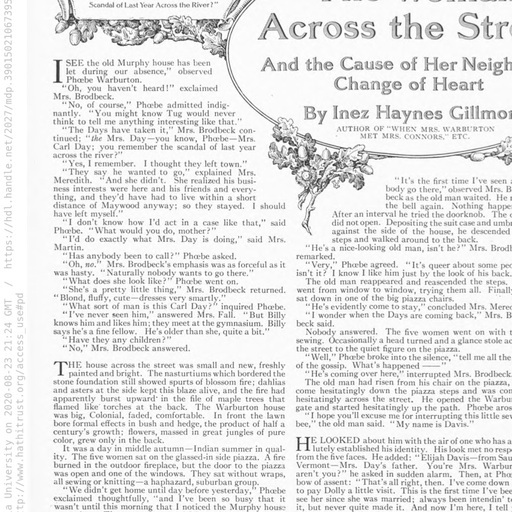 Scandal of Last Year Across the River?"
The Woman
Across the Stre
And the Cause of Her Neigh
Change of Heart
By Inez Haynes Gillmor
AUTHOR OF "WHEN MRS. WARBURTON
MET MRS. CONNORS," ETC.
I SEE the old Murphy house has been
let during our absence," observed
Phœbe Warburton.
"Oh, you haven't heard!" exclaimed
Mrs. Brodbeck.
"No, of course," Phœbe admitted indig-
nantly. "You might know Tug would never
think to tell me anything interesting like that."
"The Days have taken it," Mrs. Brodbeck con-
tinued; "the Mrs. Day—you know, Phœbe—Mrs.
Carl Day; you remember the scandal of last year
across the river?"
"Yes, I remember. I thought they left town."
"They say he wanted to go," explained Mrs.
Meredith. "And she didn't. She realized his busi-
ness interests were here and his friends and every-
thing, and they'd have had to live within a short
distance of Maywood anyway; so they stayed. I should
have left myself."
"I don't know how I'd act in a case like that," said
Phœbe. "What would you do, mother?"
"I'd do exactly what Mrs. Day is doing," said Mrs.
Martin.
"Has anybody been to call?" Phœbe asked.
"Oh, me." Mrs. Brodbeck's emphasis was as forceful as it
was hasty. "Naturally nobody wants to go there."
"What does she look like?" Phœbe went on.
"She's a pretty little thing," Mrs. Brodbeck returned.
"Blond, fluffy, cute—dresses very smartly."
"What sort of man is this Carl Day?" inquired Phœbe.
"I've never seen him," answered Mrs. Fall. "But Billy
knows him and likes him; they meet at the gymnasium. Billy
says he's a fine fellow. He's older than she, quite a bit."
"Have they any children?"
"No," Mrs. Brodbeck answered.
THE house across the street was small and new, freshly
painted and in character. The nasturtiums which bordered the
stone foundation still showed spurts of blossom fire; dahlias
and asters at the side kept this blaze alive, and the fire had
apparently burst upward in the file of maple trees that
flamed like torches at the back. The Warburton house
was big, Colonial, faded, comfortable. In front the lawn
bore formal effects in bush and hedge, the product of half a
century's growth; flowers, massed in great jungles of pure
color, grew only in the back.
It was a day in middle autumn—Indian summer in qual-
ity. The five women sat on the glassed-in side piazza. A fire
burned in the outdoor fireplace, but the door to the piazza
was open and one of the windows. They sat without wraps,
all sewing or knitting—a haphazard, suburban group.
"We didn't get home until day before yesterday," Phœbe
exclaimed thoughtfully, "and I've been so busy that it
wasn't until this morning that I noticed the Murphy house
"It's the first time I've seen a
body go there," observed Mrs. B
beck as the old man waited. He r
the bell again. Nothing happe
After an interval he tried the doorknob. The
did not open. Depositing the suit case and umb
against the side of the house, he descended
steps and walked around to the back.
"He's a nice-looking old man, isn't he?" Mrs. Brodb
remarked.
"Very," Phœbe agreed. "It's queer about some pe
isn't it? I know I like him just by the look of his back.
The old man reappeared and reascended the steps.
went from window to window, trying them all. Finally
sat down in one of the big piazza chairs.
"He's evidently come to stay," concluded Mrs. Mered
"I wonder when the Days are coming back," Mrs. B
beck said.
Nobody answered. The five women went on with t
sewing. Occasionally a head turned and a glance stole ac
the street to the quiet figure on the piazza.
"Well," Phœbe broke into the silence, "tell me all the
of the gossip. What's happened ——"
"He's coming over here," interrupted Mrs. Brodbeck.
The old man had risen from his chair on the piazza,
come hesitatingly down the piazza steps and was con
hesitatingly across the street. He opened the Warbur
gate and started hesitatingly up the path. Phœbe aros
"I hope you'll excuse me for interrupting this little sew
bee," the old man said. "My name is Davis."
HE LOOKED about him with the air of one who has a
lutely established his identity. His look met no resp
from the five faces. He added: "Elijah Davis—from Sau
Vermont—Mrs. Day's father. You're Mrs. Warbur
aren't you?" he asked in sudden alarm. Then, at Phœ
bow of assent: "That's all right, then. I've come down
to pay Dolly a little visit. This is the first time I've bee
see her since she was married; always been intendin' t
it, but never quite made it. And now I'm here, I tell